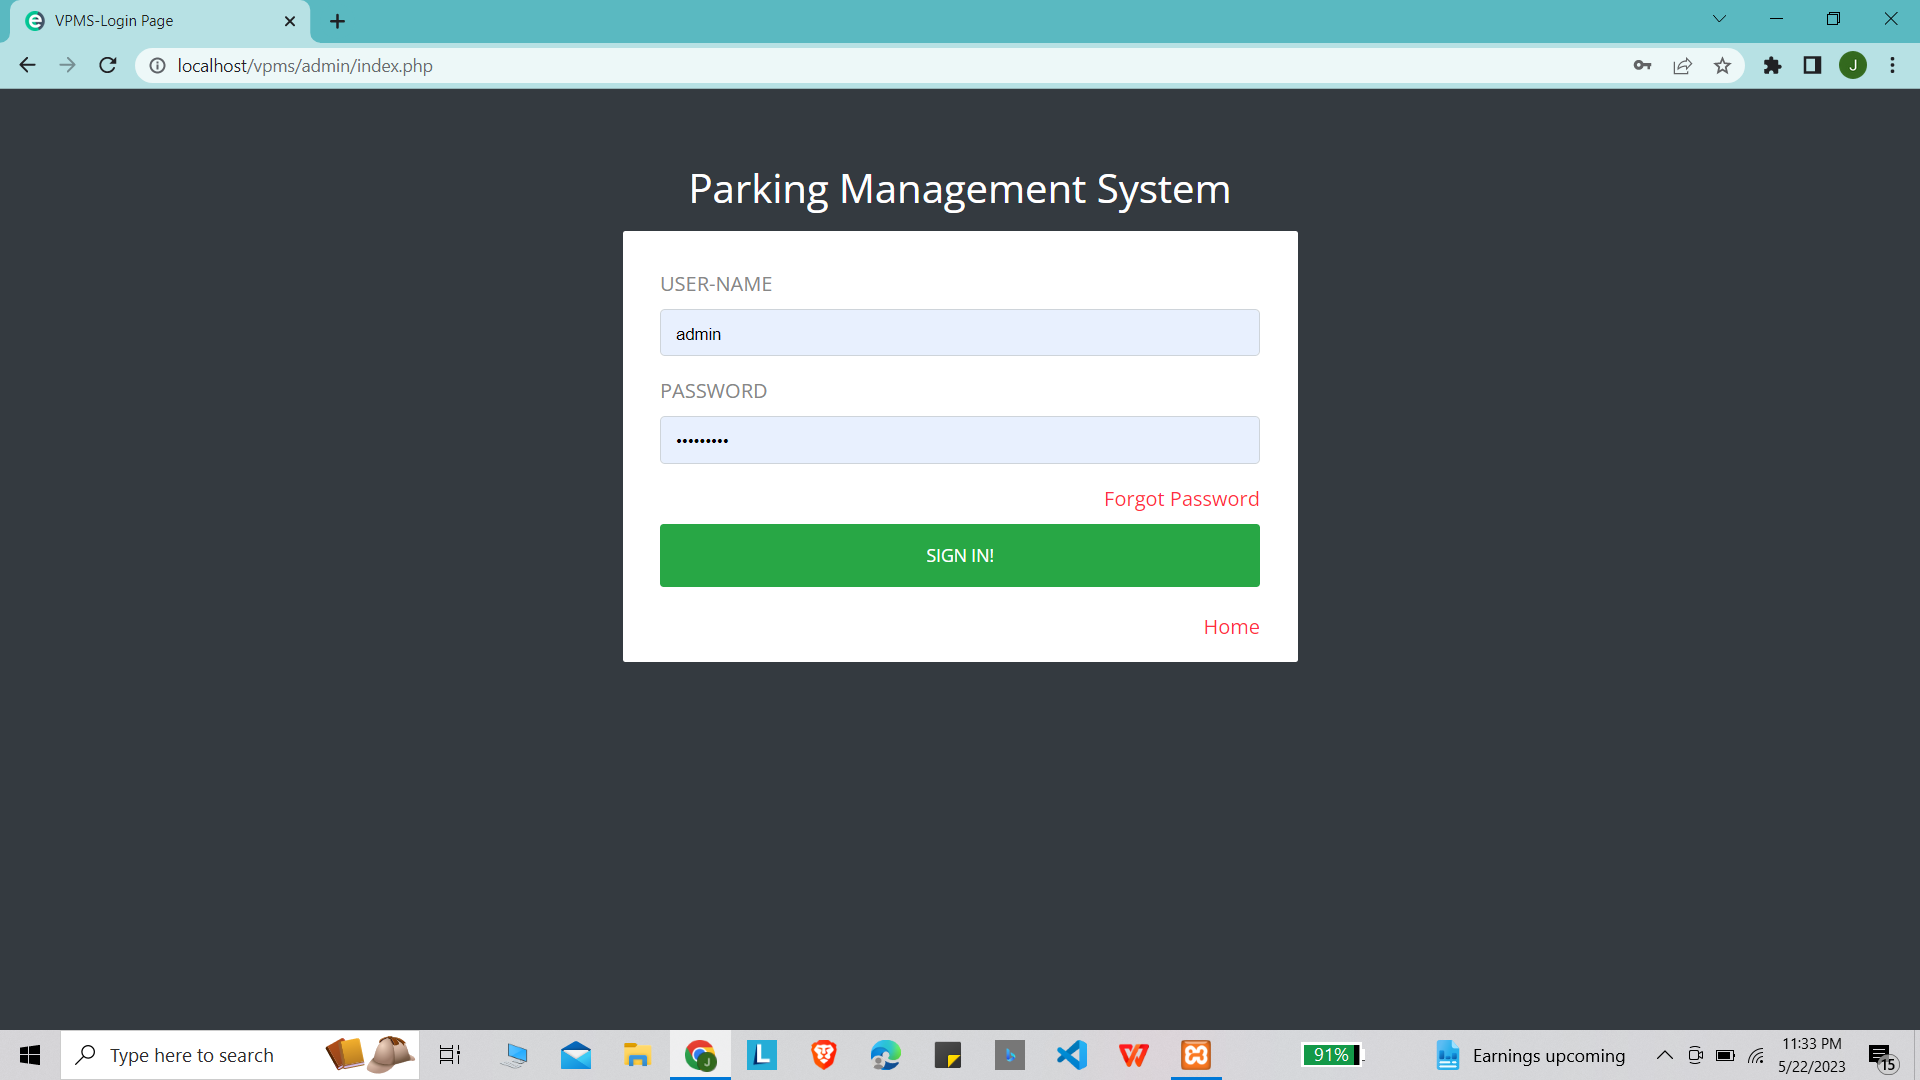 VPMS-Login Page
localhost/vpms/admin/index.php
J
Parking Management System
USER-NAME
admin
PASSWORD
•••••••••
Forgot Password
SIGN IN!
Home
Type here to search
J
L
91%
Earnings upcoming
11:33 PM
5/22/2023
15